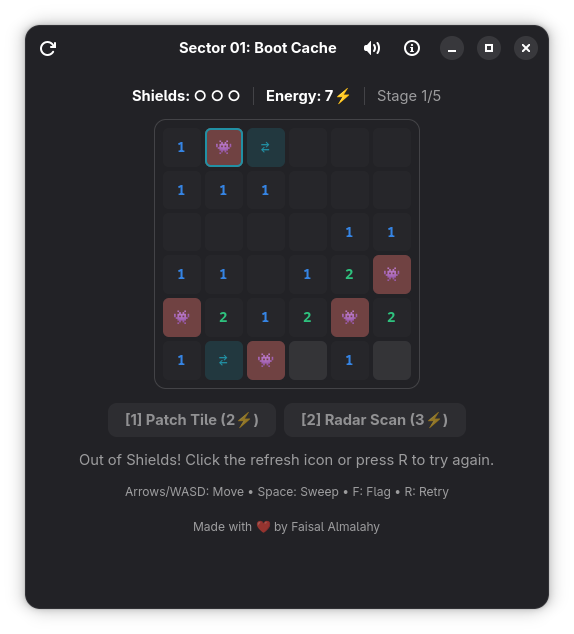 Sector 01: Boot Cache
Shields: ○ ○ ○ Energy: 7⚡ Stage 1/5
1 👾 ⇄
1 1 1
1 1
1 1 1 2 👾
👾 2 1 2 👾 2
1 ⇄ 👾 1
[1] Patch Tile (2⚡) [2] Radar Scan (3⚡)
Out of Shields! Click the refresh icon or press R to try again.
Arrows/WASD: Move • Space: Sweep • F: Flag • R: Retry
Made with ❤️ by Faisal Almalahy